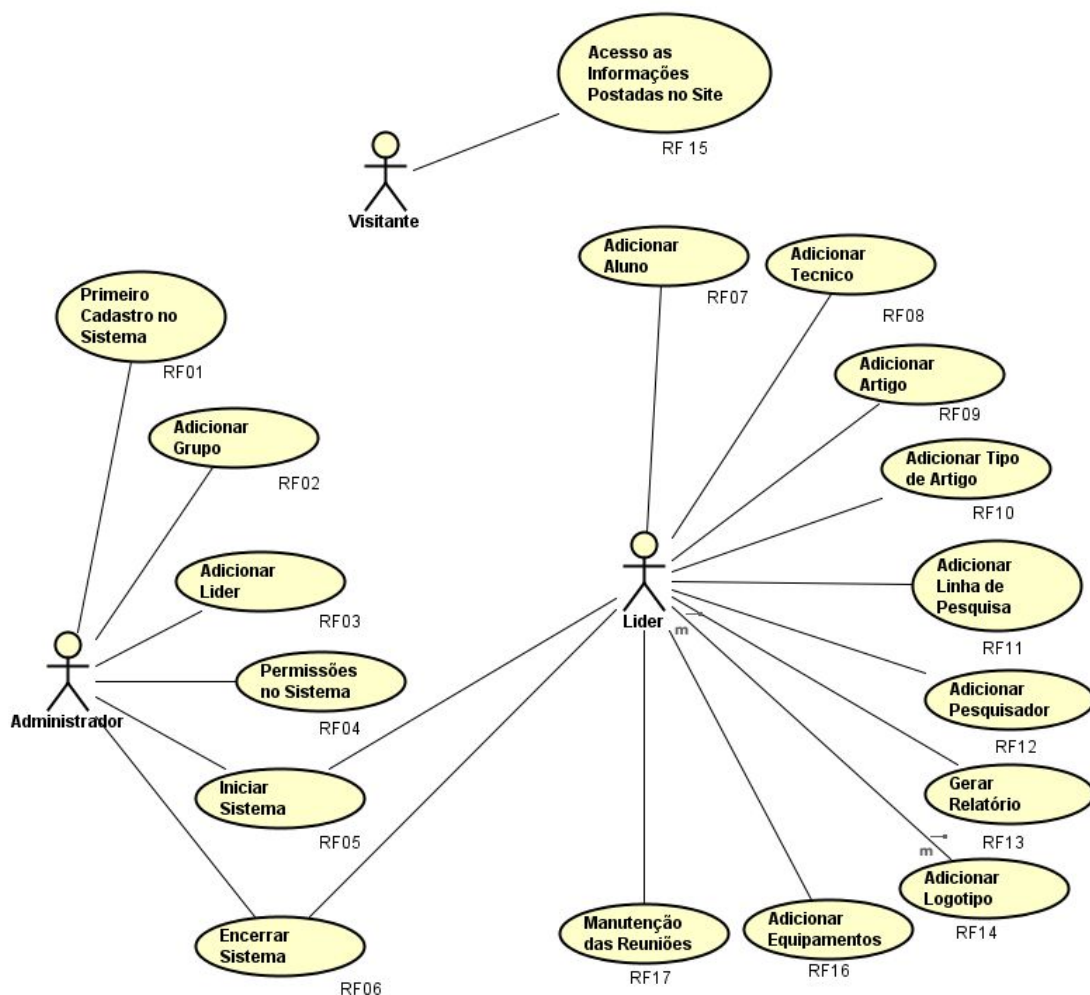 Acesso as
Informações
Postadas no Site
RF 15
Visitante
Adicionar
Aluno
RF07
Adicionar
Tecnico
RF08
Primeiro
Cadastro no
Sistema
RF01
Adicionar
Artigo
RF09
Adicionar
Grupo
RF02
Adicionar Tipo
de Artigo
RF10
Adicionar
Lider
RF03
Adicionar
Linha de
Pesquisa
RF11
Lider
m
Permissões
no Sistema
RF04
Administrador
Adicionar
Pesquisador
RF12
Iniciar
Sistema
RF05
Gerar
Relatório
RF13
m
Adicionar
Logotipo
RF14
Encerrar
Sistema
RF06
Manutenção
das Reuniões
RF17
Adicionar
Equipamentos
RF16